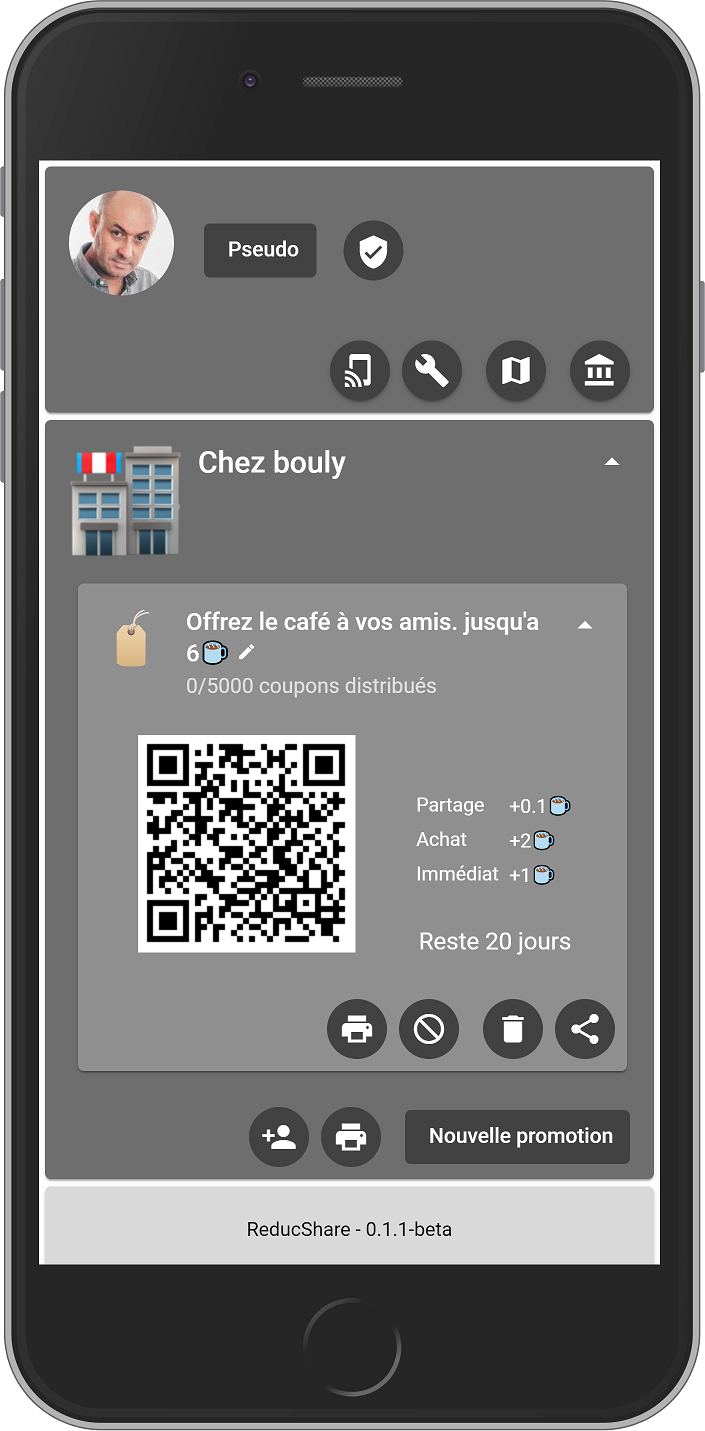 Pseudo
Chez bouly
Offrez le café à vos amis. jusqu'a
6
0/5000 coupons distribués
Partage +0.1
Achat +2
Immédiat +1
Reste 20 jours
Nouvelle promotion
ReducShare - 0.1.1-beta